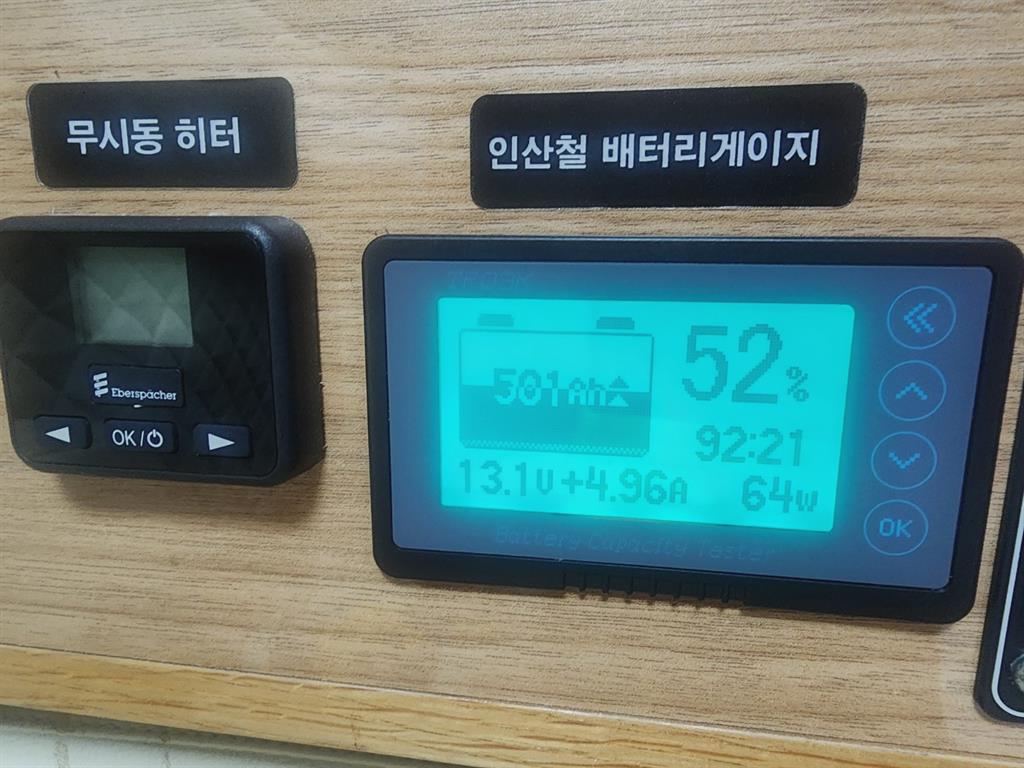 무시동 히터
인산철 배터리게이지
TF03K
501Ah
52%
92:21
13.1V+4.96A
64W
Battery Capacity Tester
OK
Eberspächer
OK/